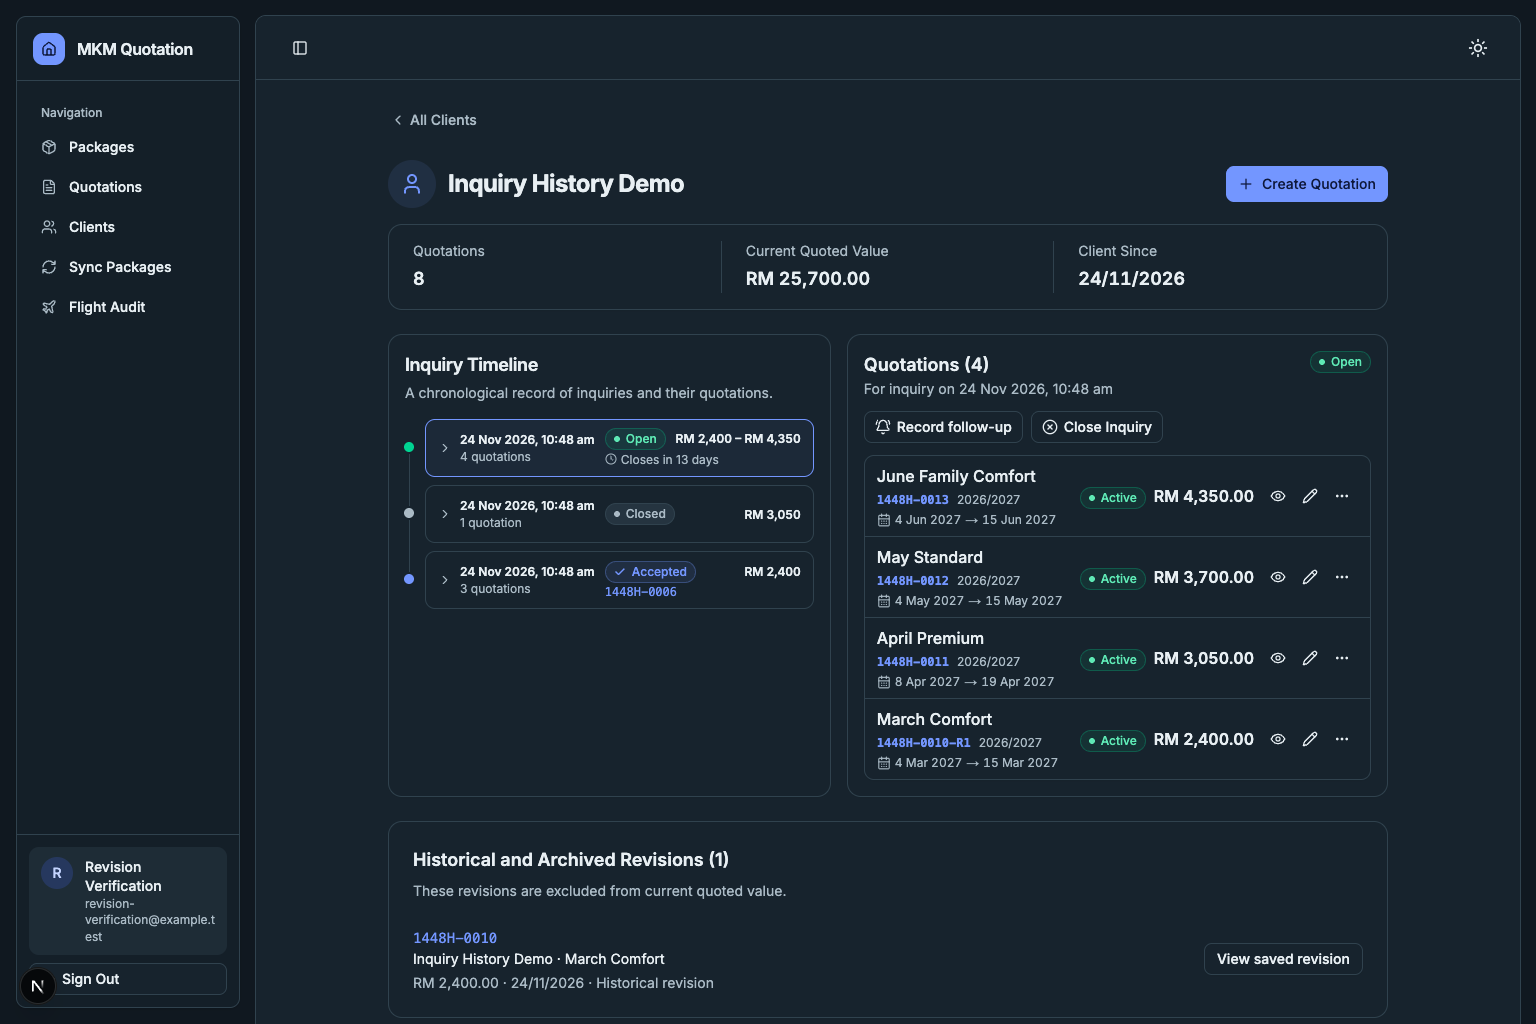 MKM Quotation
Navigation
Packages
Quotations
Clients
Sync Packages
Flight Audit
R
Revision
Verification
revision-
verification@example.t
est
N
Sign Out
All Clients
Inquiry History Demo
Create Quotation
Quotations
8
Current Quoted Value
RM 25,700.00
Client Since
24/11/2026
Inquiry Timeline
A chronological record of inquiries and their quotations.
24 Nov 2026, 10:48 am
4 quotations
Open
RM 2,400 – RM 4,350
Closes in 13 days
24 Nov 2026, 10:48 am
1 quotation
Closed
RM 3,050
24 Nov 2026, 10:48 am
3 quotations
Accepted
1448H-0006
RM 2,400
Quotations (4)
Open
For inquiry on 24 Nov 2026, 10:48 am
Record follow-up
Close Inquiry
June Family Comfort
1448H-0013 2026/2027
4 Jun 2027 → 15 Jun 2027
Active
RM 4,350.00
May Standard
1448H-0012 2026/2027
4 May 2027 → 15 May 2027
Active
RM 3,700.00
April Premium
1448H-0011 2026/2027
8 Apr 2027 → 19 Apr 2027
Active
RM 3,050.00
March Comfort
1448H-0010-R1 2026/2027
4 Mar 2027 → 15 Mar 2027
Active
RM 2,400.00
Historical and Archived Revisions (1)
These revisions are excluded from current quoted value.
1448H-0010
Inquiry History Demo · March Comfort
RM 2,400.00 · 24/11/2026 · Historical revision
View saved revision